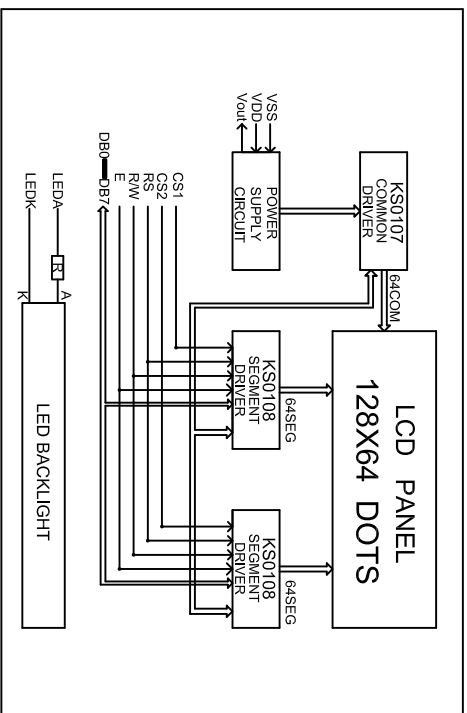 LCD PANEL
128X64 DOTS
KS0107
COMMON
DRIVER
64COM
64SEG
64SEG
POWER
SUPPLY
CIRCUIT
VSS
VDD
Vout
KS0108
SEGMENT
DRIVER
KS0108
SEGMENT
DRIVER
CS1
CS2
RS
R/W
E
DB0 DB7
LEDA
R
A
LEDK
K
LED BACKLIGHT